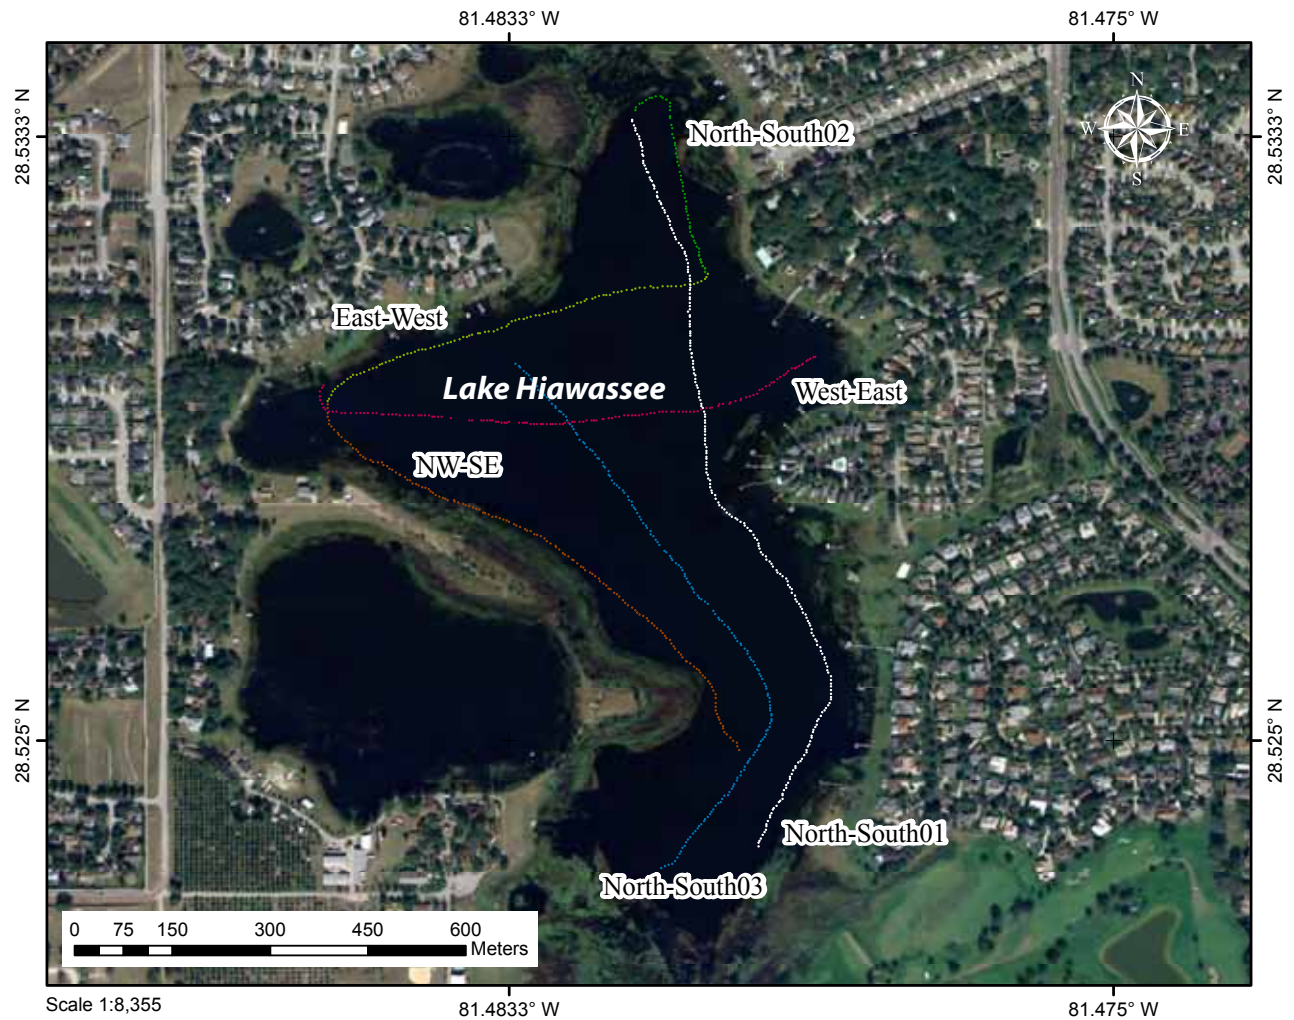 81.4833° W
81.475° W
28.5333° N
28.5333° N
N
W
E
S
North-South02
East-West
Lake Hiawassee
West-East
NW-SE
28.525° N
28.525° N
North-South01
North-South03
0 75 150 300 450 600
Meters
Scale 1:8,355
81.4833° W
81.475° W